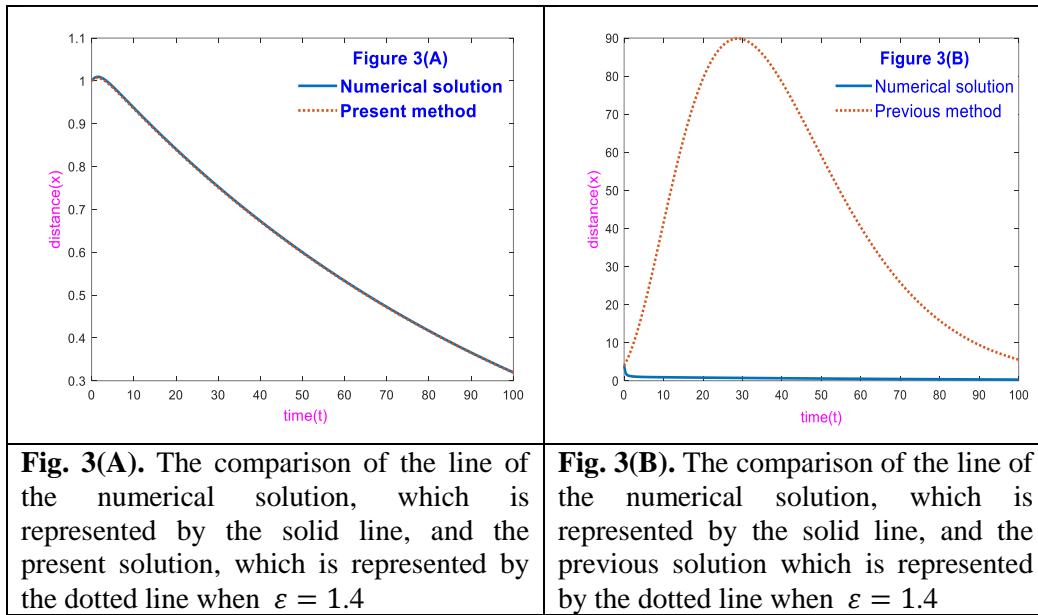 Figure 3(A)
Numerical solution
Present method
1.1
1
0.9
0.8
0.7
0.6
0.5
0.4
0.3
distance(x)
0 10 20 30 40 50 60 70 80 90 100
time(t)
Figure 3(B)
Numerical solution
Previous method
90
80
70
60
50
40
30
20
10
0
distance(x)
0 10 20 30 40 50 60 70 80 90 100
time(t)
Fig. 3(A). The comparison of the line of
the numerical solution, which is
represented by the solid line, and the
present solution, which is represented by
the dotted line when ε = 1.4
Fig. 3(B). The comparison of the line of
the numerical solution, which is
represented by the solid line, and the
previous solution which is represented
by the dotted line when ε = 1.4